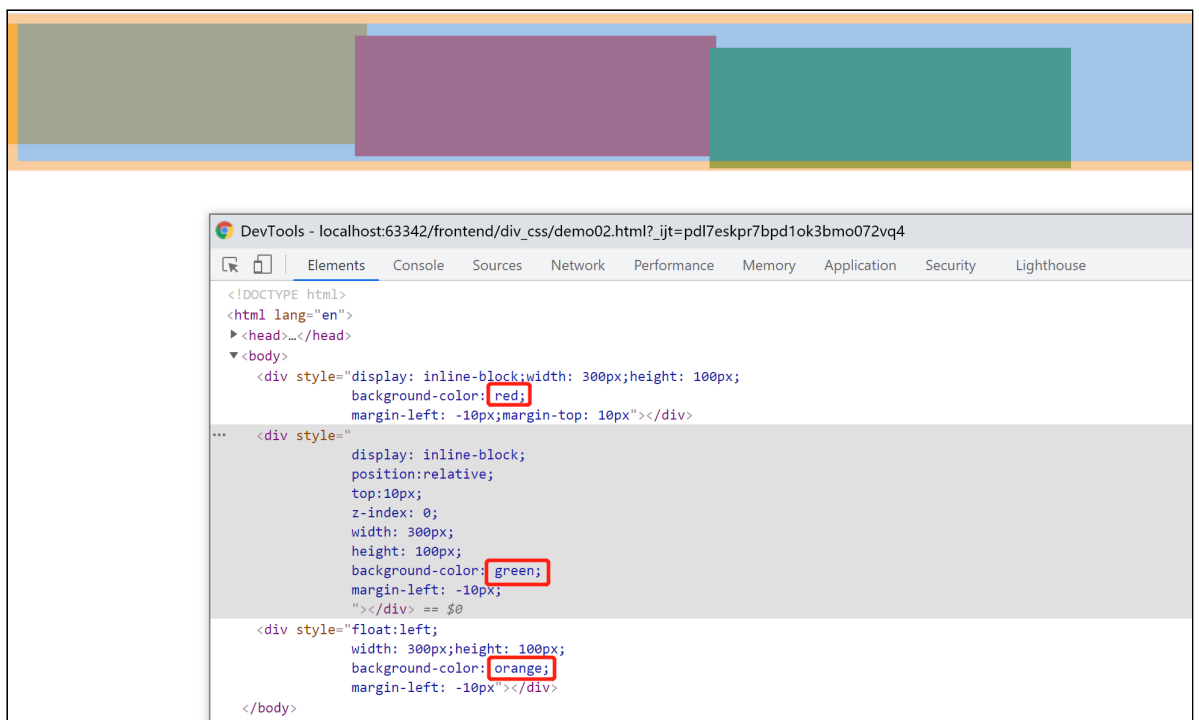 DevTools - localhost:63342/frontend/div_css/demo02.html?_ijt=pdl7eskpr7bpd1ok3bmo072vq4
Elements Console Sources Network Performance Memory Application Security Lighthouse
<!DOCTYPE html>
<html lang="en">
<head>…</head>
<body>
<div style="display: inline-block;width: 300px;height: 100px;
background-color: red;
margin-left: -10px;margin-top: 10px"></div>
<div style="
display: inline-block;
position:relative;
top:10px;
z-index: 0;
width: 300px;
height: 100px;
background-color: green;
margin-left: -10px;
"></div> == $0
<div style="float:left;
width: 300px;height: 100px;
background-color: orange;
margin-left: -10px"></div>
</body>